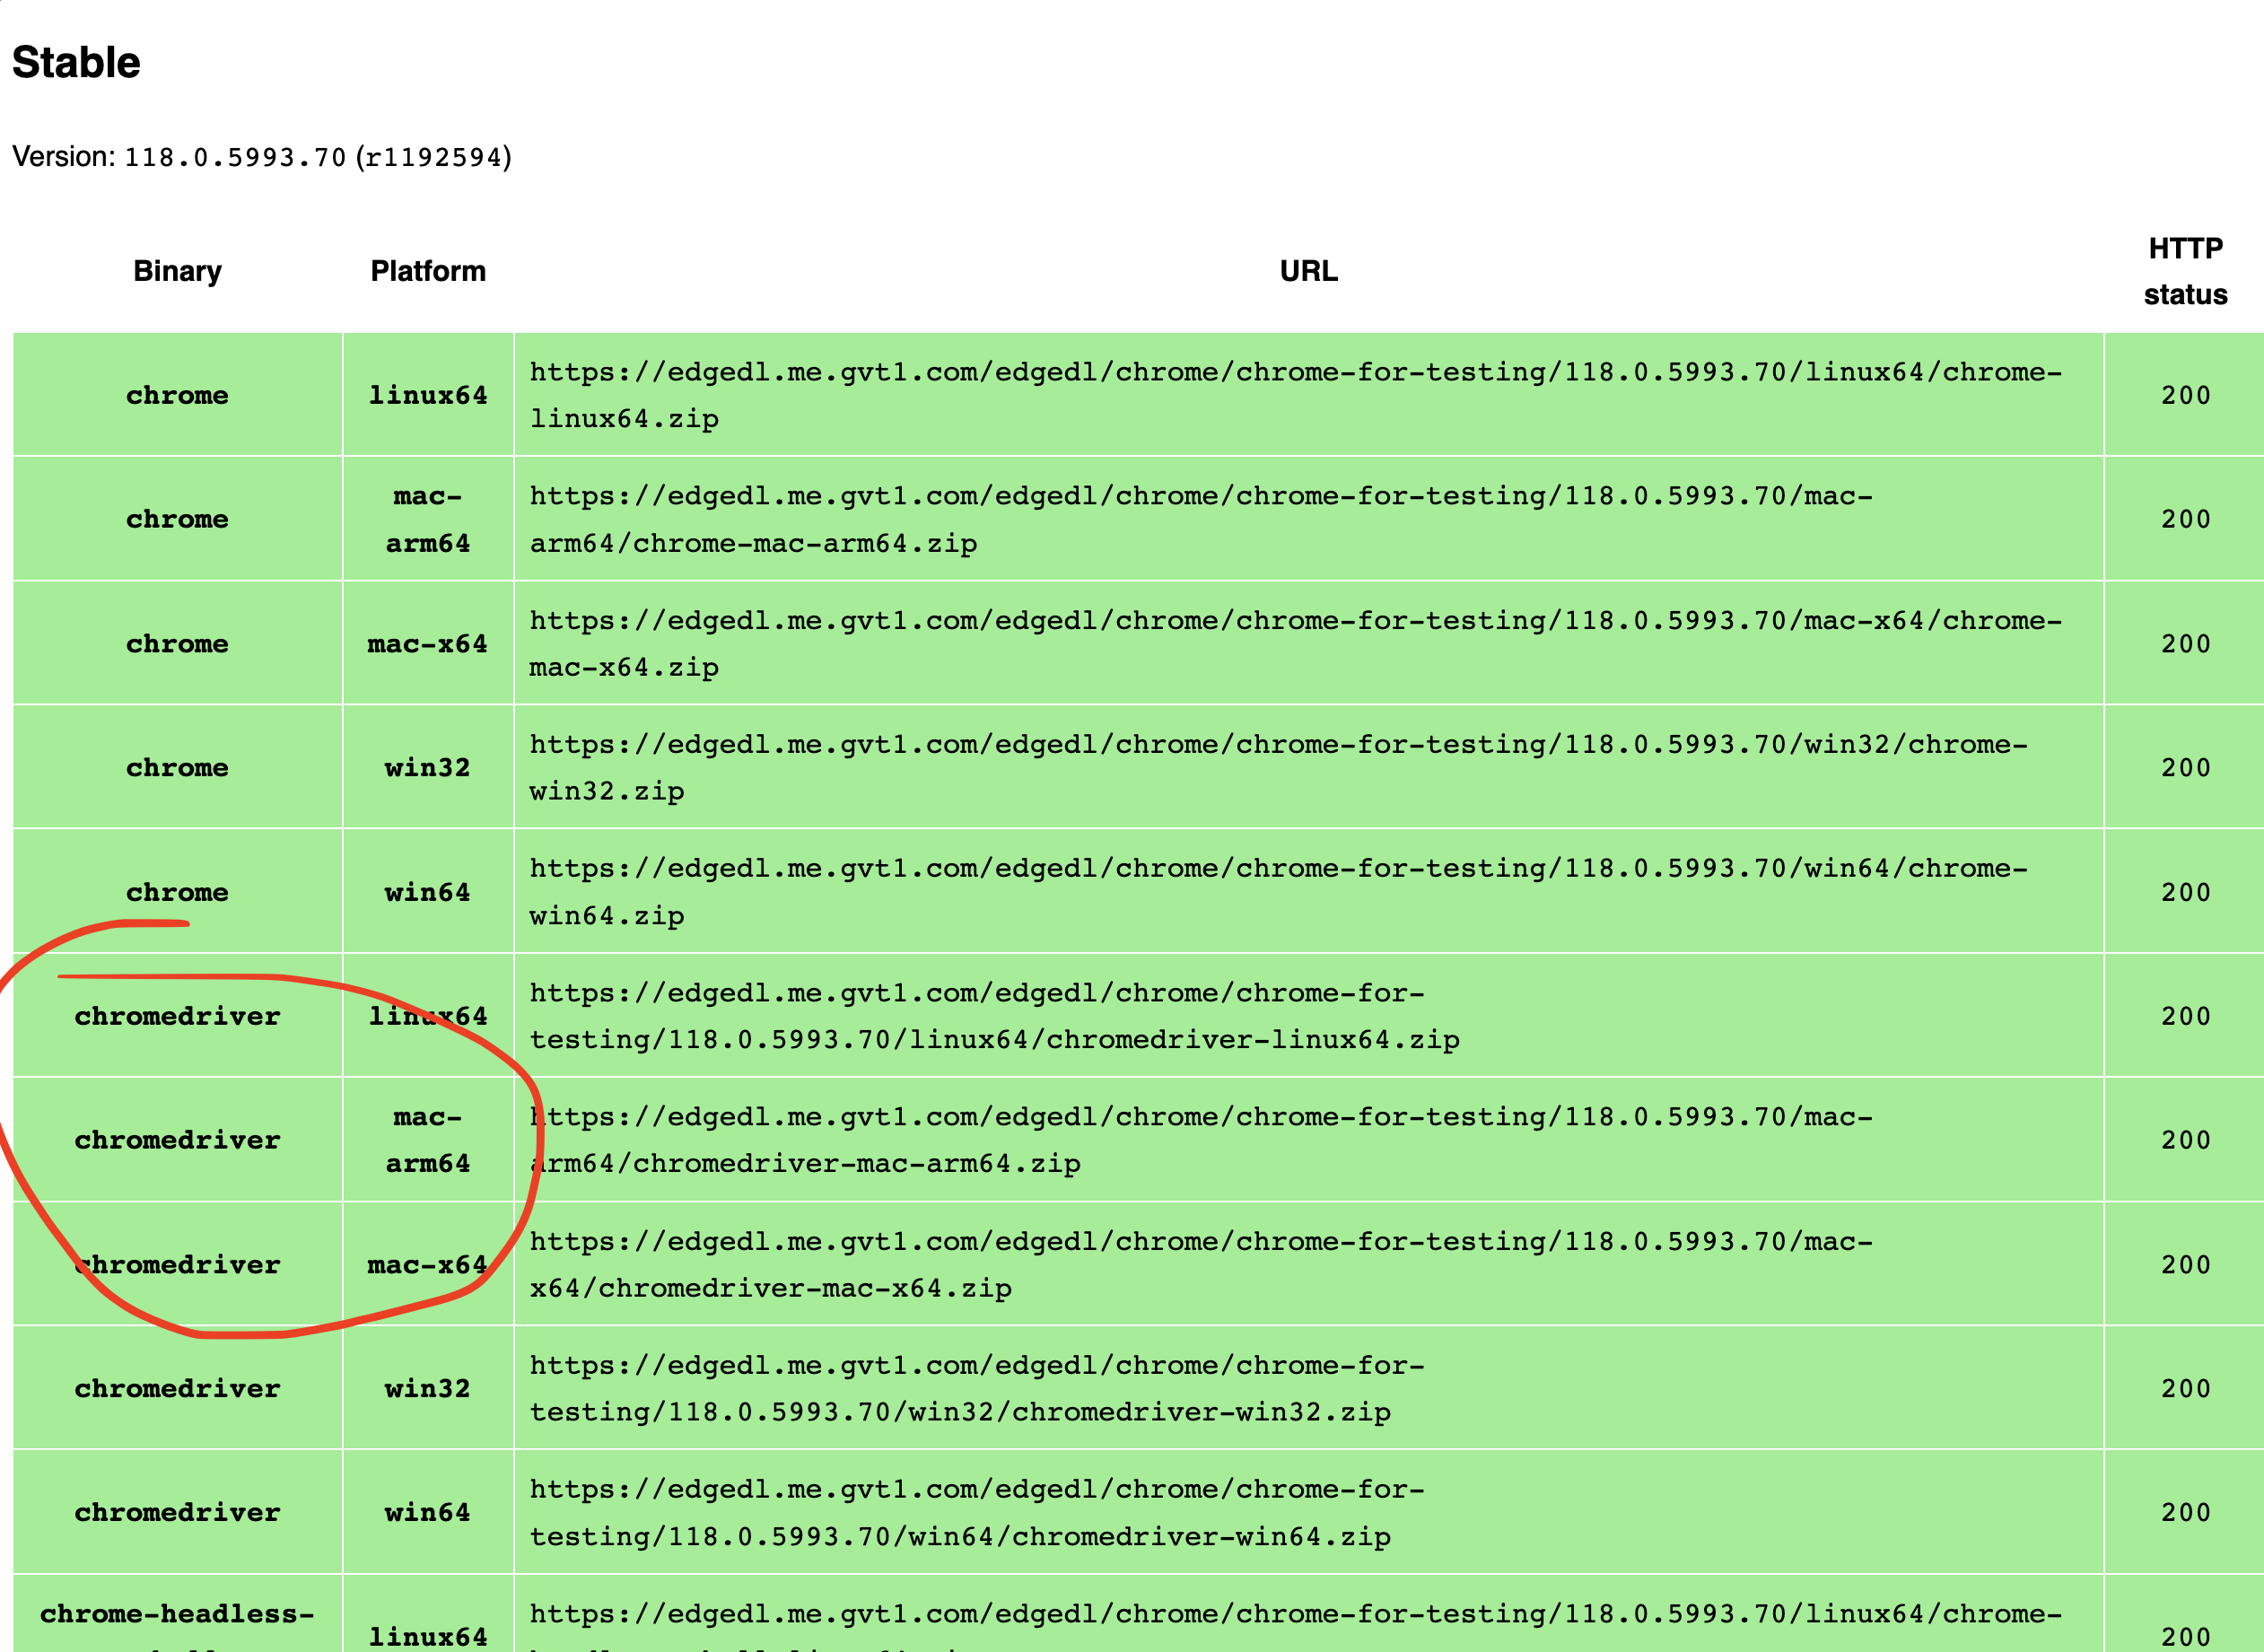 Stable
Version: 118.0.5993.70 (r1192594)
Binary Platform URL HTTP status
chrome linux64 https://edgedl.me.gvt1.com/edgedl/chrome/chrome-for-testing/118.0.5993.70/linux64/chrome-
linux64.zip 200
chrome mac-
arm64 https://edgedl.me.gvt1.com/edgedl/chrome/chrome-for-testing/118.0.5993.70/mac-
arm64/chrome-mac-arm64.zip 200
chrome mac-x64 https://edgedl.me.gvt1.com/edgedl/chrome/chrome-for-testing/118.0.5993.70/mac-x64/chrome-
mac-x64.zip 200
chrome win32 https://edgedl.me.gvt1.com/edgedl/chrome/chrome-for-testing/118.0.5993.70/win32/chrome-
win32.zip 200
chrome win64 https://edgedl.me.gvt1.com/edgedl/chrome/chrome-for-testing/118.0.5993.70/win64/chrome-
win64.zip 200
chromedriver linux64 https://edgedl.me.gvt1.com/edgedl/chrome/chrome-for-
testing/118.0.5993.70/linux64/chromedriver-linux64.zip 200
chromedriver mac-
arm64 https://edgedl.me.gvt1.com/edgedl/chrome/chrome-for-testing/118.0.5993.70/mac-
arm64/chromedriver-mac-arm64.zip 200
chromedriver mac-x64 https://edgedl.me.gvt1.com/edgedl/chrome/chrome-for-testing/118.0.5993.70/mac-
x64/chromedriver-mac-x64.zip 200
chromedriver win32 https://edgedl.me.gvt1.com/edgedl/chrome/chrome-for-
testing/118.0.5993.70/win32/chromedriver-win32.zip 200
chromedriver win64 https://edgedl.me.gvt1.com/edgedl/chrome/chrome-for-
testing/118.0.5993.70/win64/chromedriver-win64.zip 200
chrome-headless- linux64 https://edgedl.me.gvt1.com/edgedl/chrome/chrome-for-testing/118.0.5993.70/linux64/chrome- 200